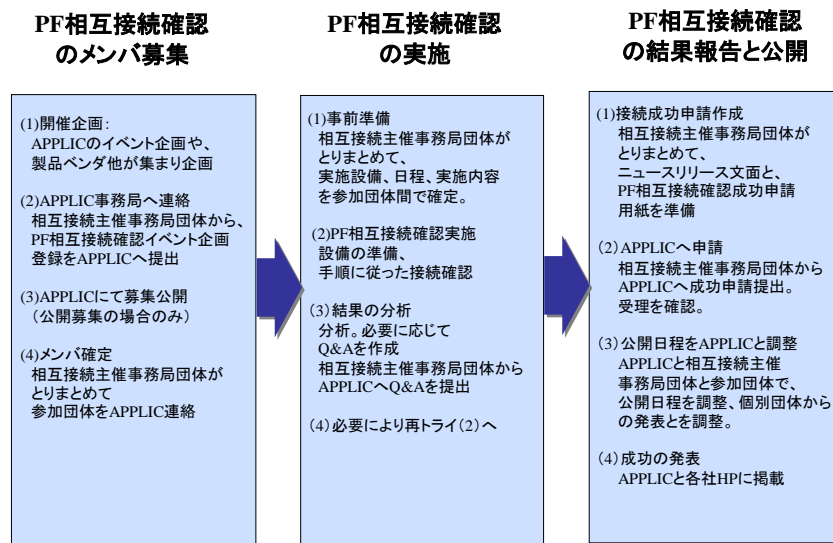 PF相互接続確認
のメンバ募集
(1)開催企画:
APPLICのイベント企画や、
製品ベンダ他が集まり企画
(2)APPLIC事務局へ連絡
相互接続主催事務局団体から、
PF相互接続確認イベント企画
登録をAPPLICへ提出
(3)APPLICにて募集公開
（公開募集の場合のみ）
(4)メンバ確定
相互接続主催事務局団体が
とりまとめて
参加団体をAPPLIC連絡
PF相互接続確認
の実施
(1)事前準備
相互接続主催事務局団体が
とりまとめて、
実施設備、日程、実施内容
を参加団体間で確定。
(2)PF相互接続確認実施
設備の準備、
手順に従った接続確認
(3)結果の分析
分析。必要に応じて
Q&Aを作成
相互接続主催事務局団体から
APPLICへQ&Aを提出
(4)必要により再トライ(2)へ
PF相互接続確認
の結果報告と公開
(1)接続成功申請作成
相互接続主催事務局団体が
とりまとめて、
ニュースリリース文面と、
PF相互接続確認成功申請
用紙を準備
(2)APPLICへ申請
相互接続主催事務局団体から
APPLICへ成功申請提出。
受理を確認。
(3)公開日程をAPPLICと調整
APPLICと相互接続主催
事務局団体と参加団体で、
公開日程を調整、個別団体から
の発表とを調整。
(4)成功の発表
APPLICと各社HPに掲載